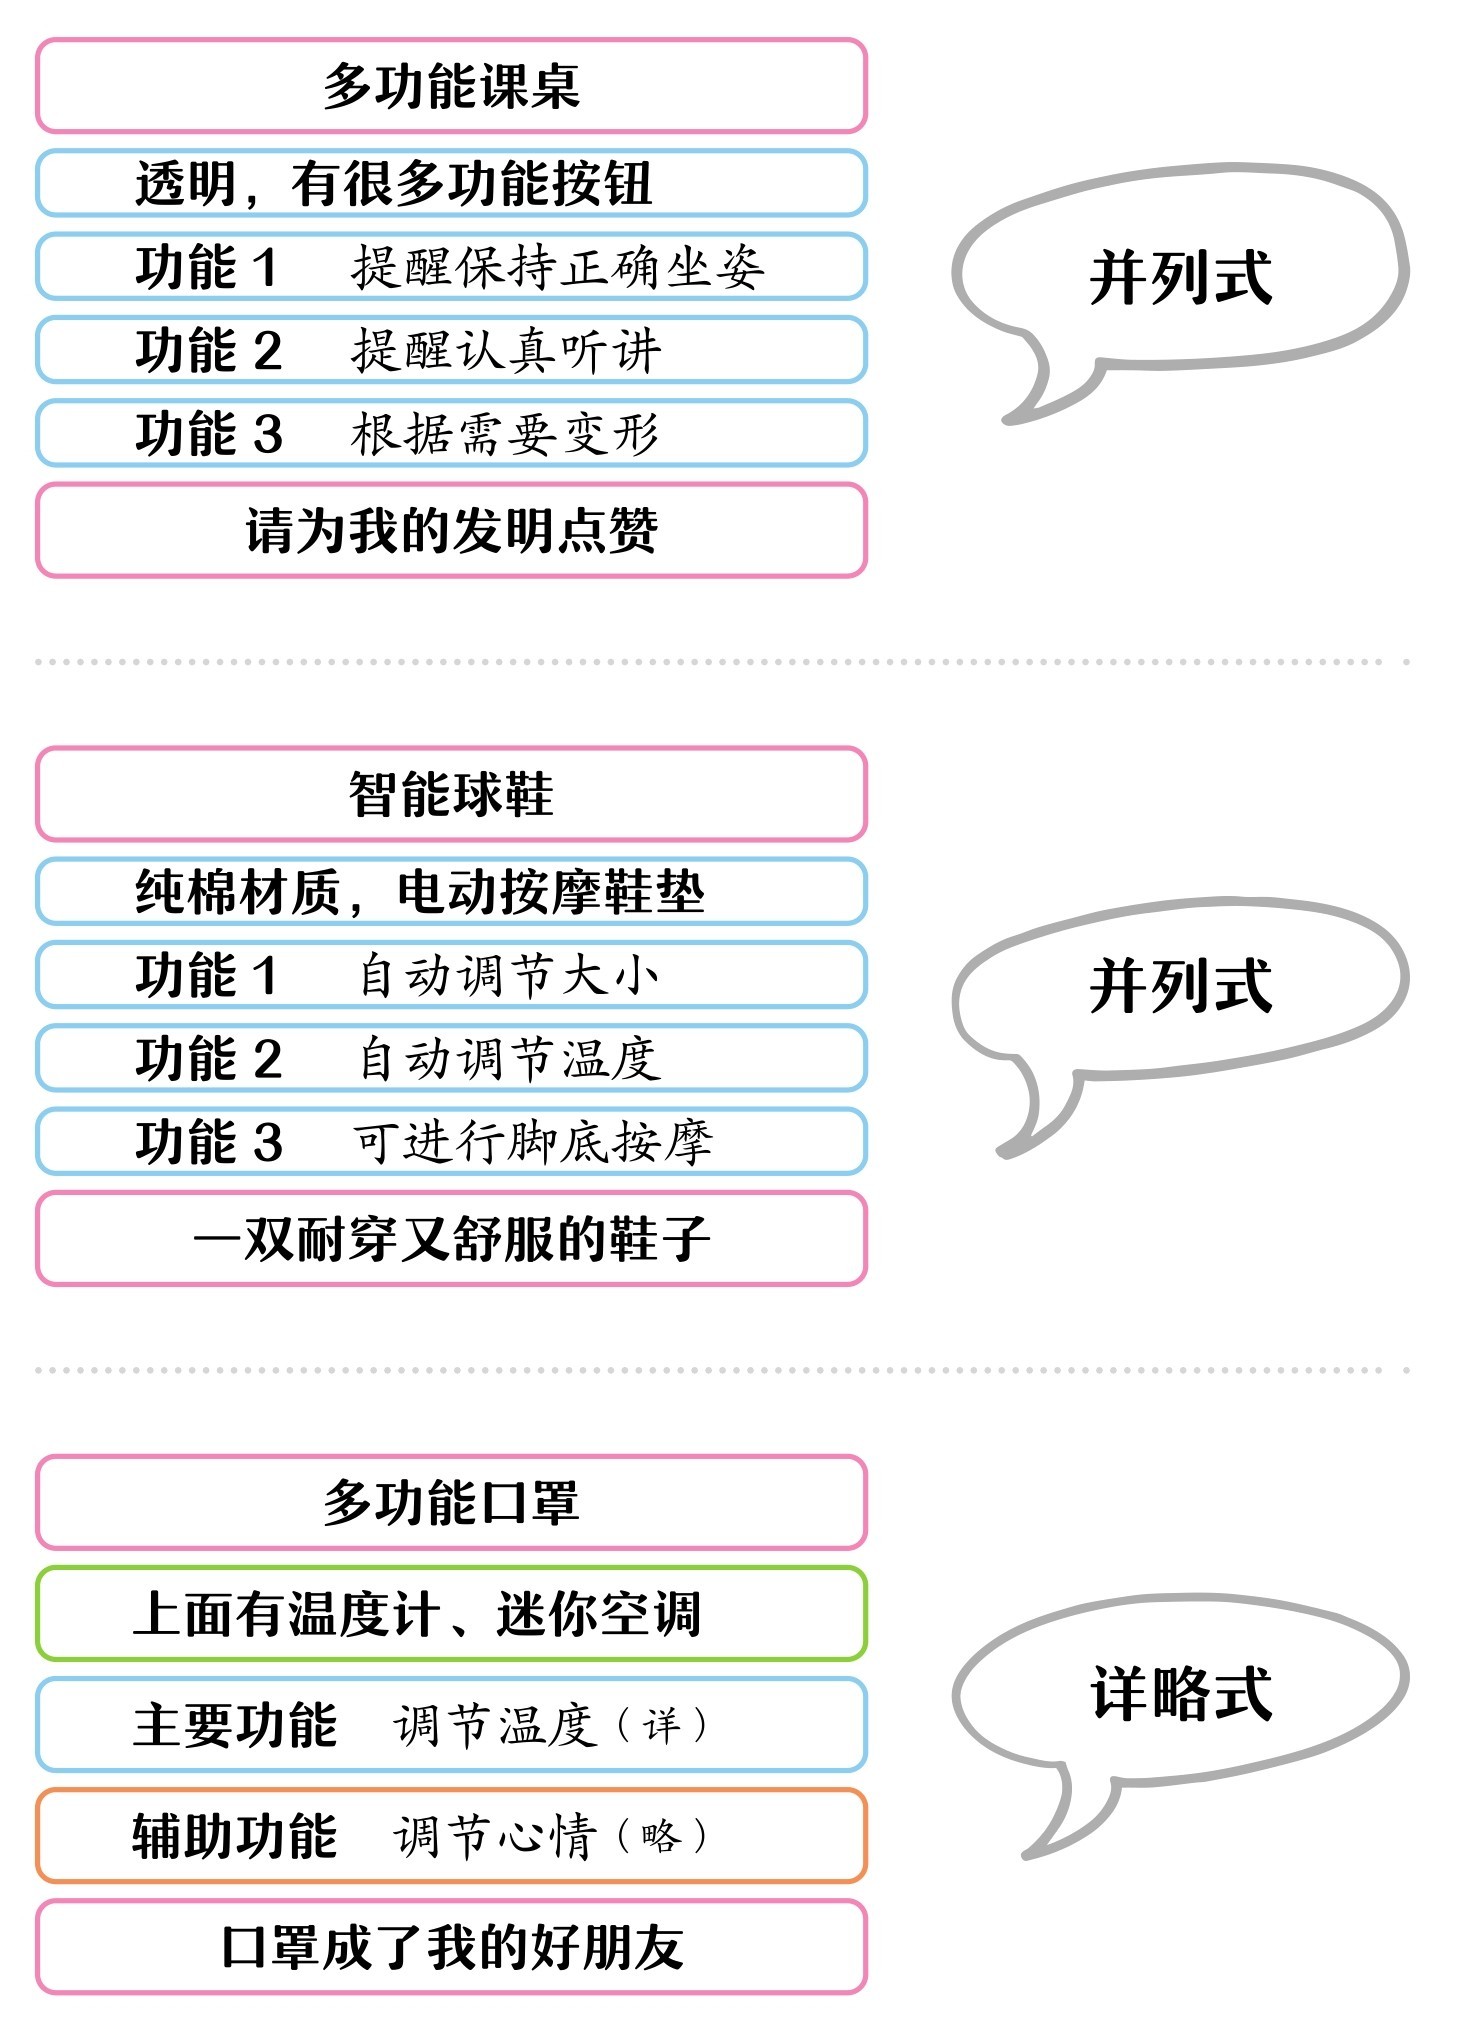 多功能课桌
透明，有很多功能按钮
功能 1 提醒保持正确坐姿
功能 2 提醒认真听讲
功能 3 根据需要变形
请为我的发明点赞
并列式
智能球鞋
纯棉材质，电动按摩鞋垫
功能 1 自动调节大小
功能 2 自动调节温度
功能 3 可进行脚底按摩
一双耐穿又舒服的鞋子
并列式
多功能口罩
上面有温度计、迷你空调
主要功能 调节温度（详）
辅助功能 调节心情（略）
口罩成了我的好朋友
详略式